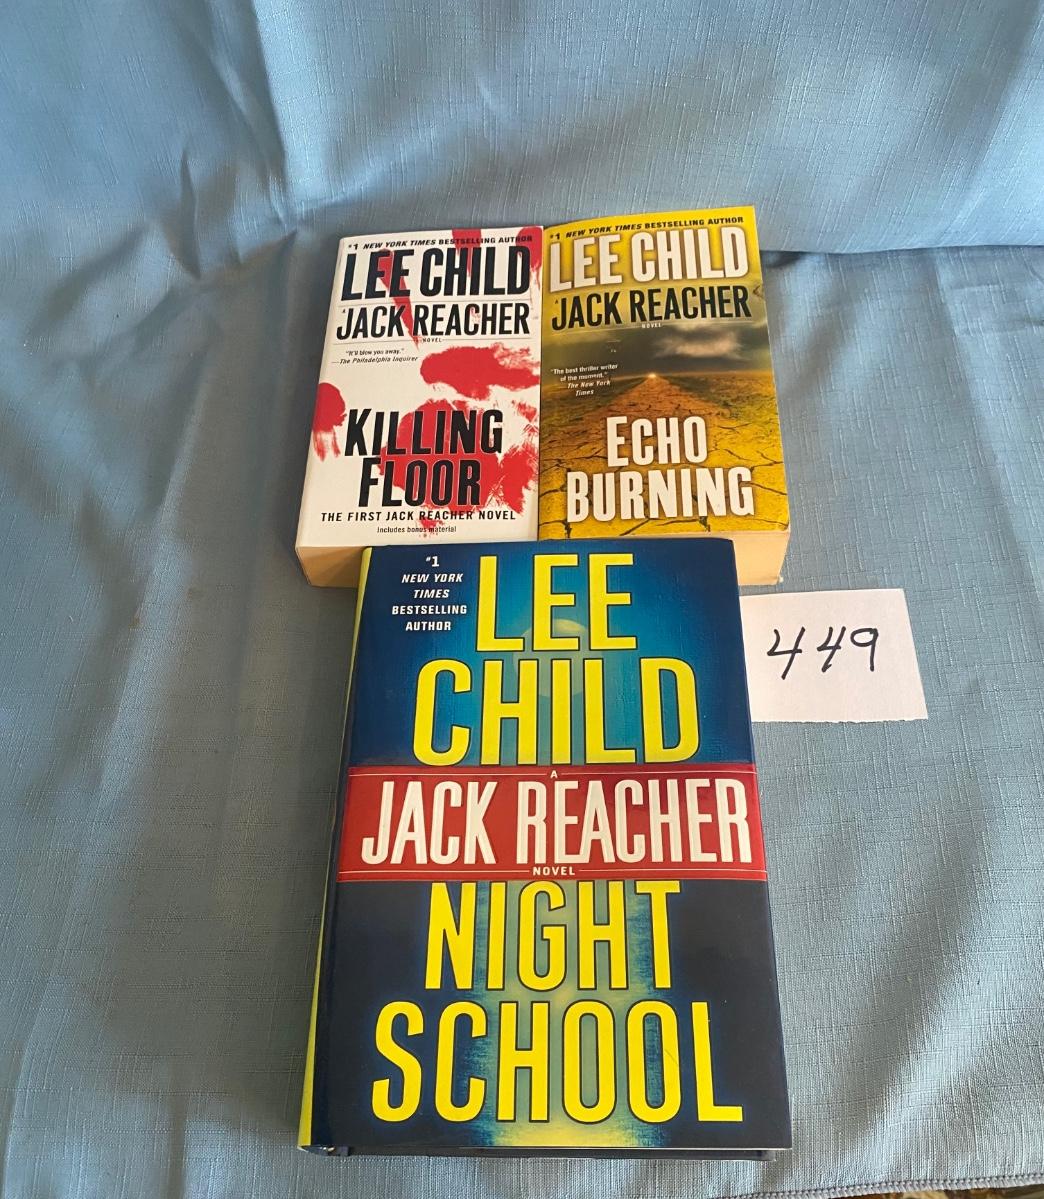 #1 NEW YORK TIMES BESTSELLING AUTHOR
LEE CHILD
A
JACK REACHER
NOVEL
"It'll blow you away."
—The Philadelphia Inquirer
KILLING
FLOOR
THE FIRST JACK REACHER NOVEL
Includes bonus material
#1 NEW YORK TIMES BESTSELLING AUTHOR
LEE CHILD
A
JACK REACHER
NOVEL
"The best thriller writer
of the moment."
—The New York
Times
ECHO
BURNING
#1
NEW YORK
TIMES
BESTSELLING
AUTHOR
LEE
CHILD
A
JACK REACHER
NOVEL
NIGHT
SCHOOL
449